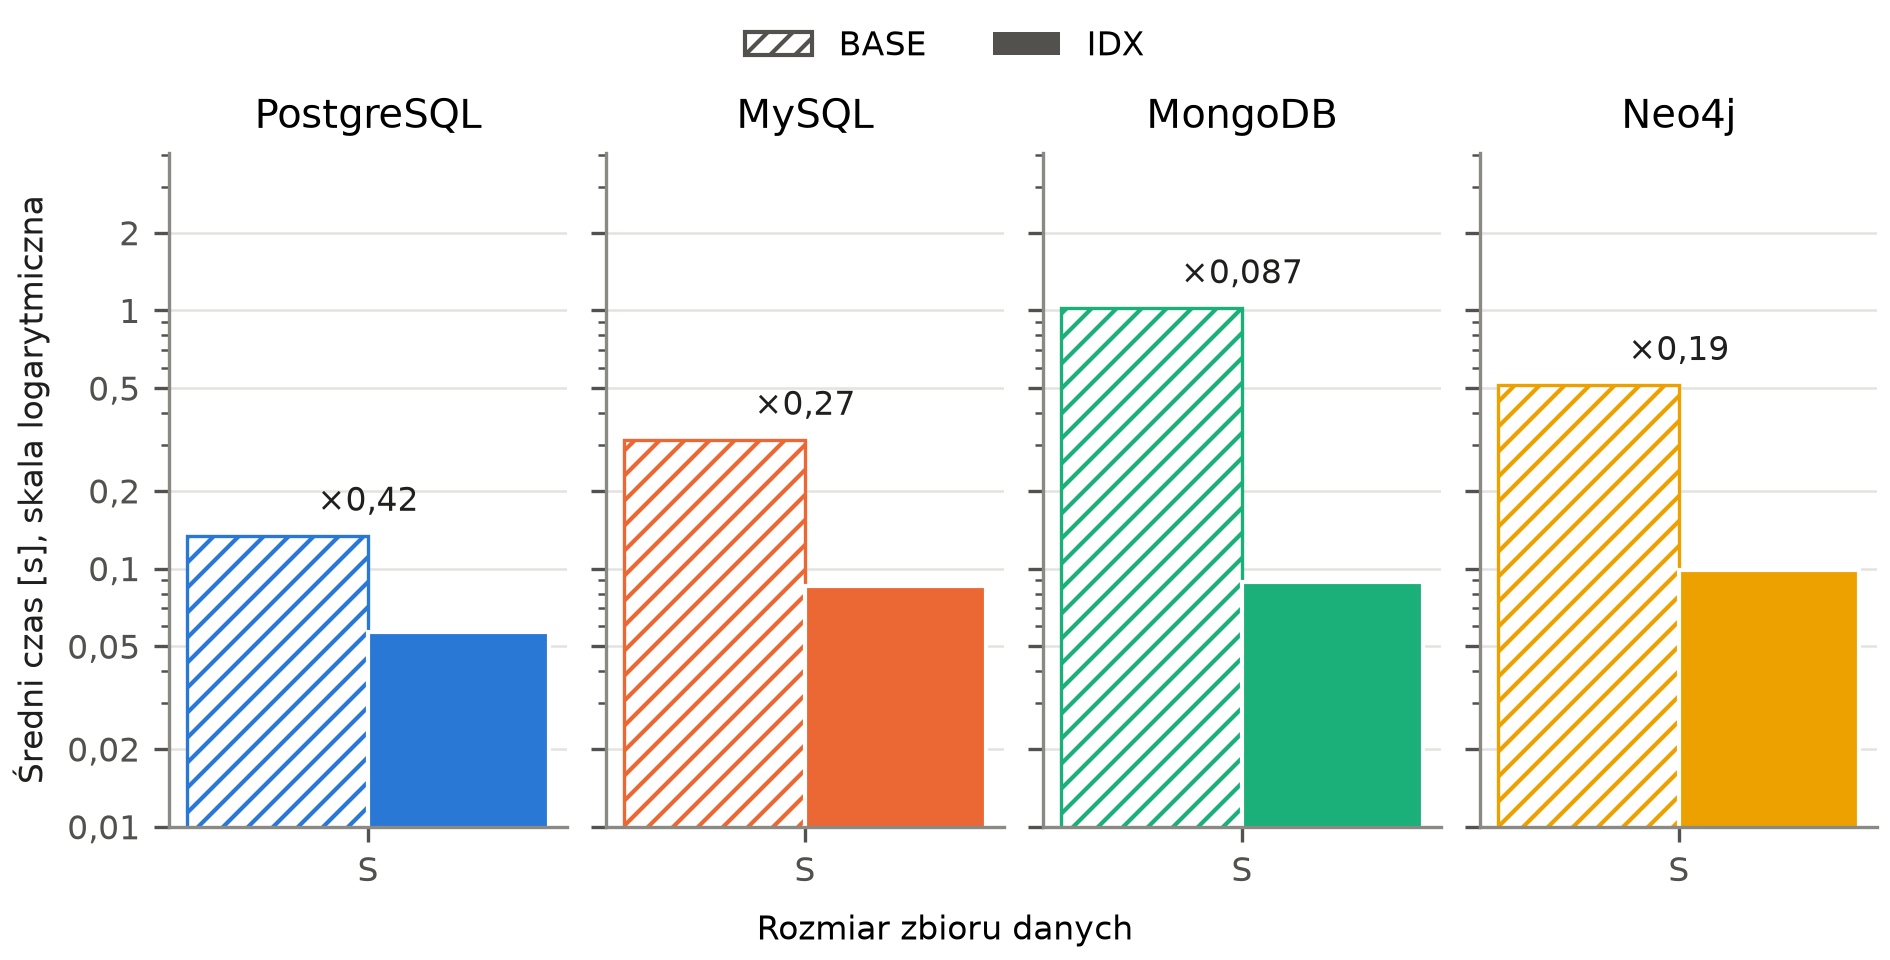 BASE IDX
PostgreSQL MySQL MongoDB Neo4j
Średni czas [s], skala logarytmiczna
2
1
0,5
0,2
0,1
0,05
0,02
0,01
×0,42
×0,27
×0,087
×0,19
S S S S
Rozmiar zbioru danych